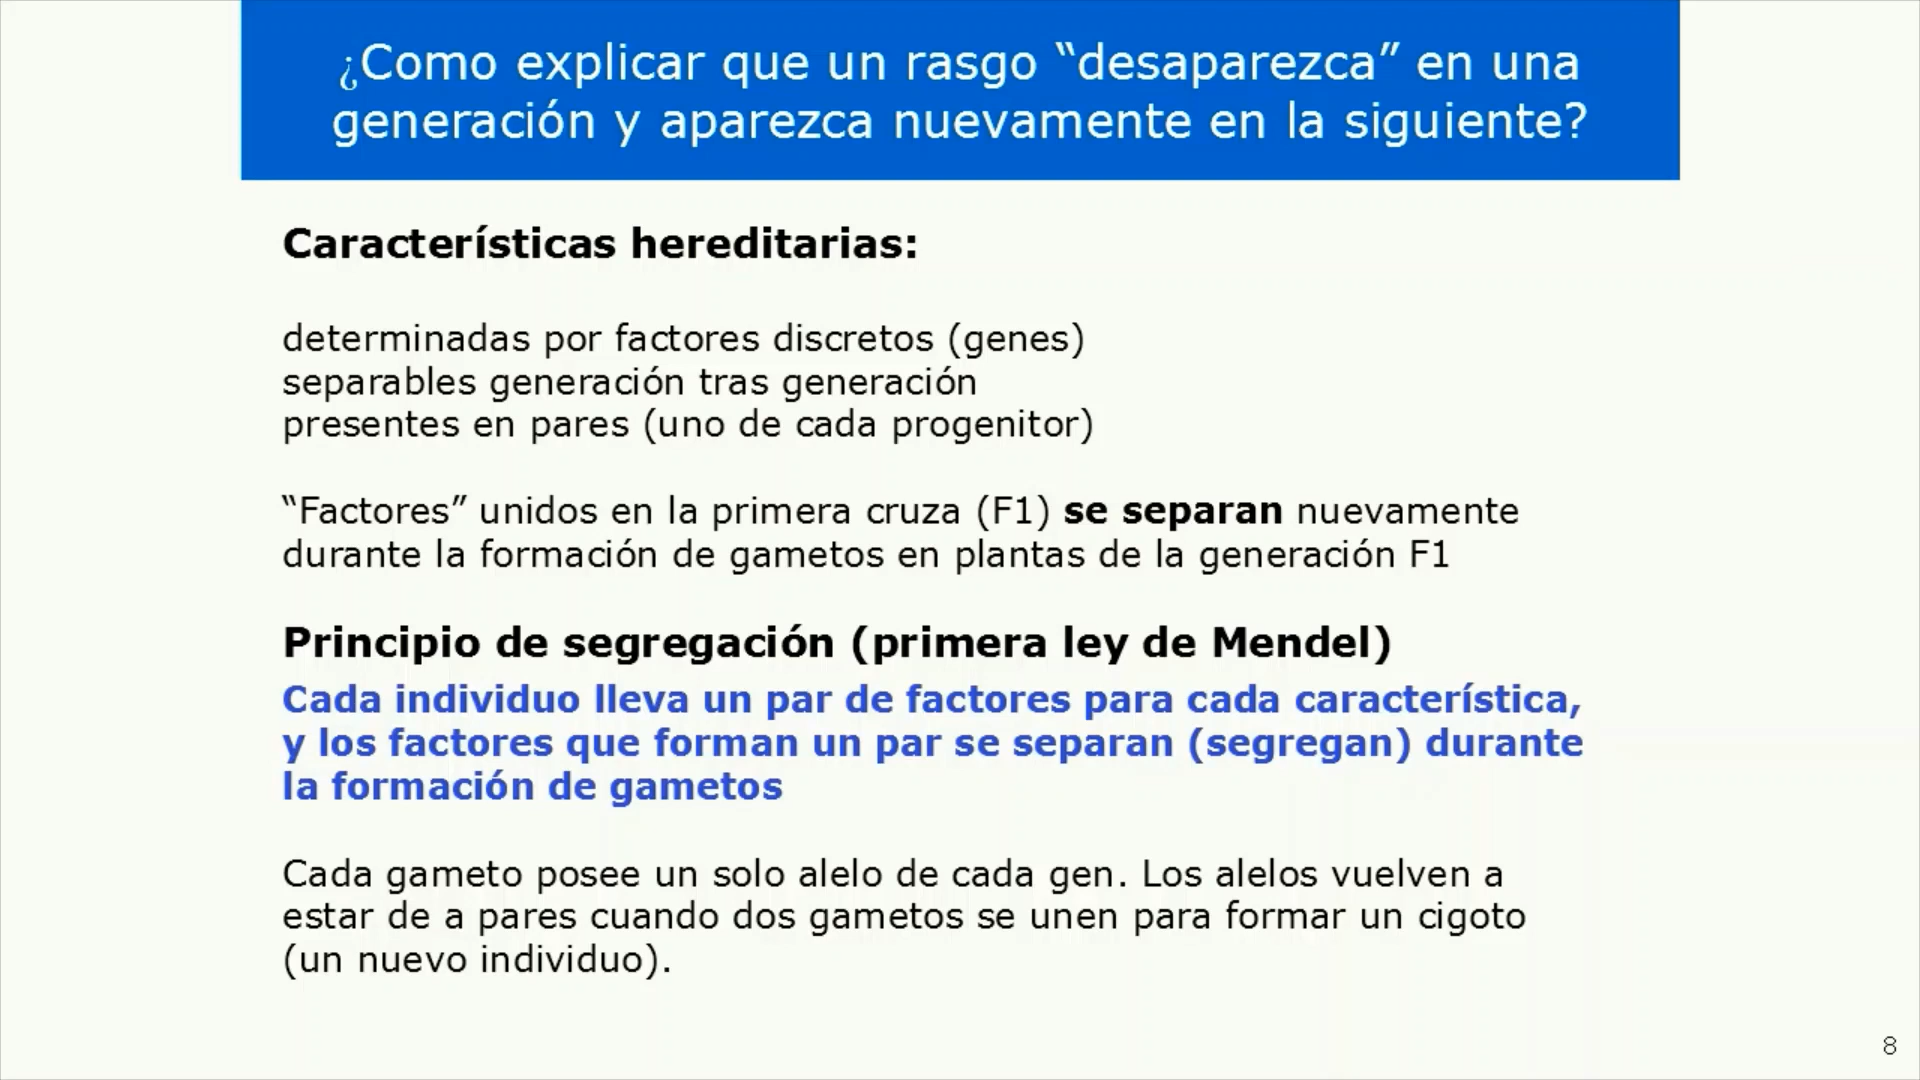 ¿Como explicar que un rasgo “desaparezca” en una
generación y aparezca nuevamente en la siguiente?
Características hereditarias:
determinadas por factores discretos (genes)
separables generación tras generación
presentes en pares (uno de cada progenitor)
“Factores” unidos en la primera cruza (F1) se separan nuevamente
durante la formación de gametos en plantas de la generación F1
Principio de segregación (primera ley de Mendel)
Cada individuo lleva un par de factores para cada característica,
y los factores que forman un par se separan (segregan) durante
la formación de gametos
Cada gameto posee un solo alelo de cada gen. Los alelos vuelven a
estar de a pares cuando dos gametos se unen para formar un cigoto
(un nuevo individuo).
8